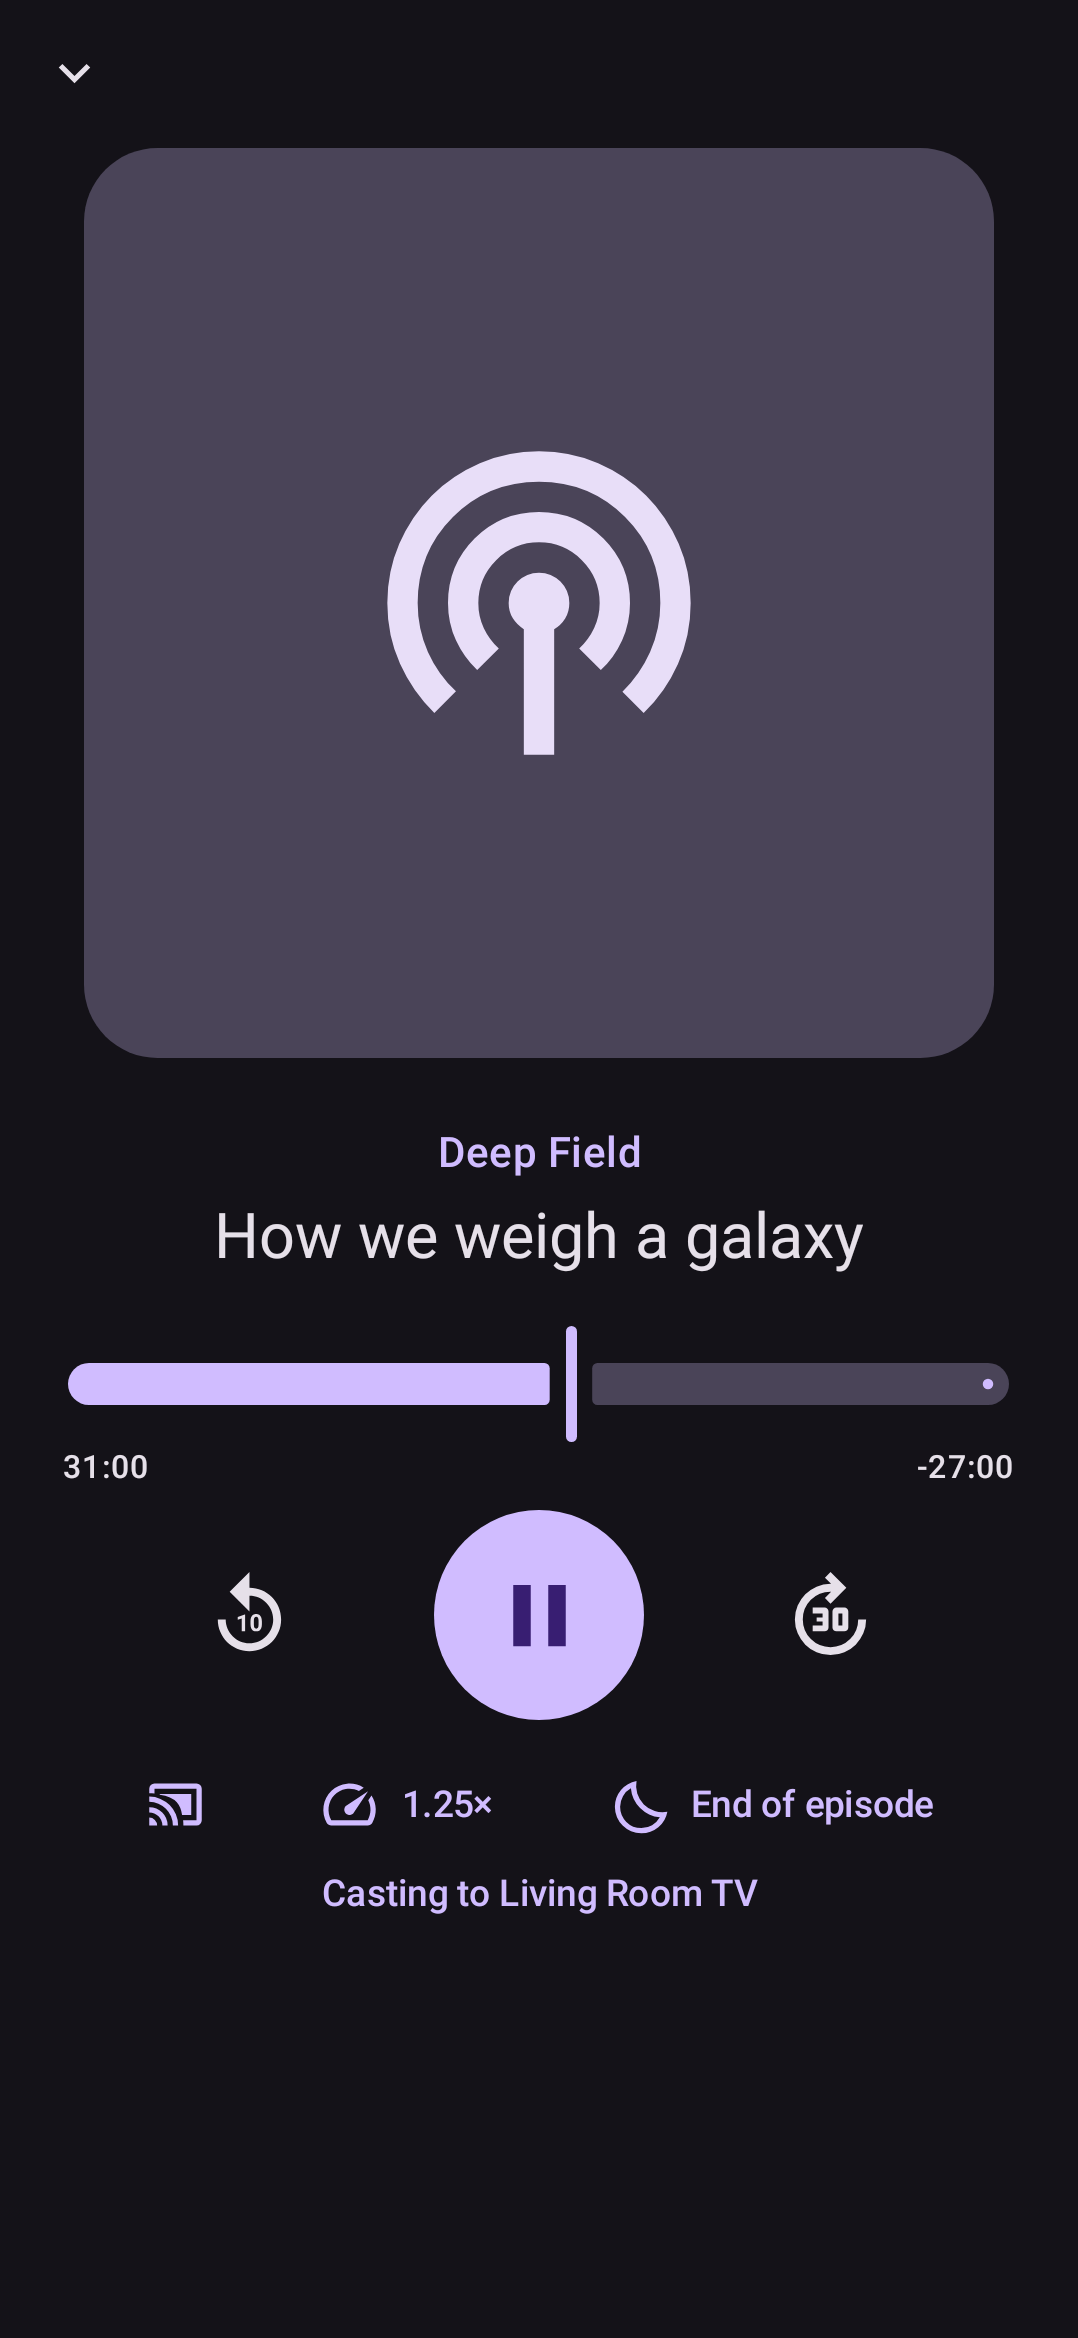 Deep Field
How we weigh a galaxy
31:00
-27:00
10
30
1.25×
End of episode
Casting to Living Room TV